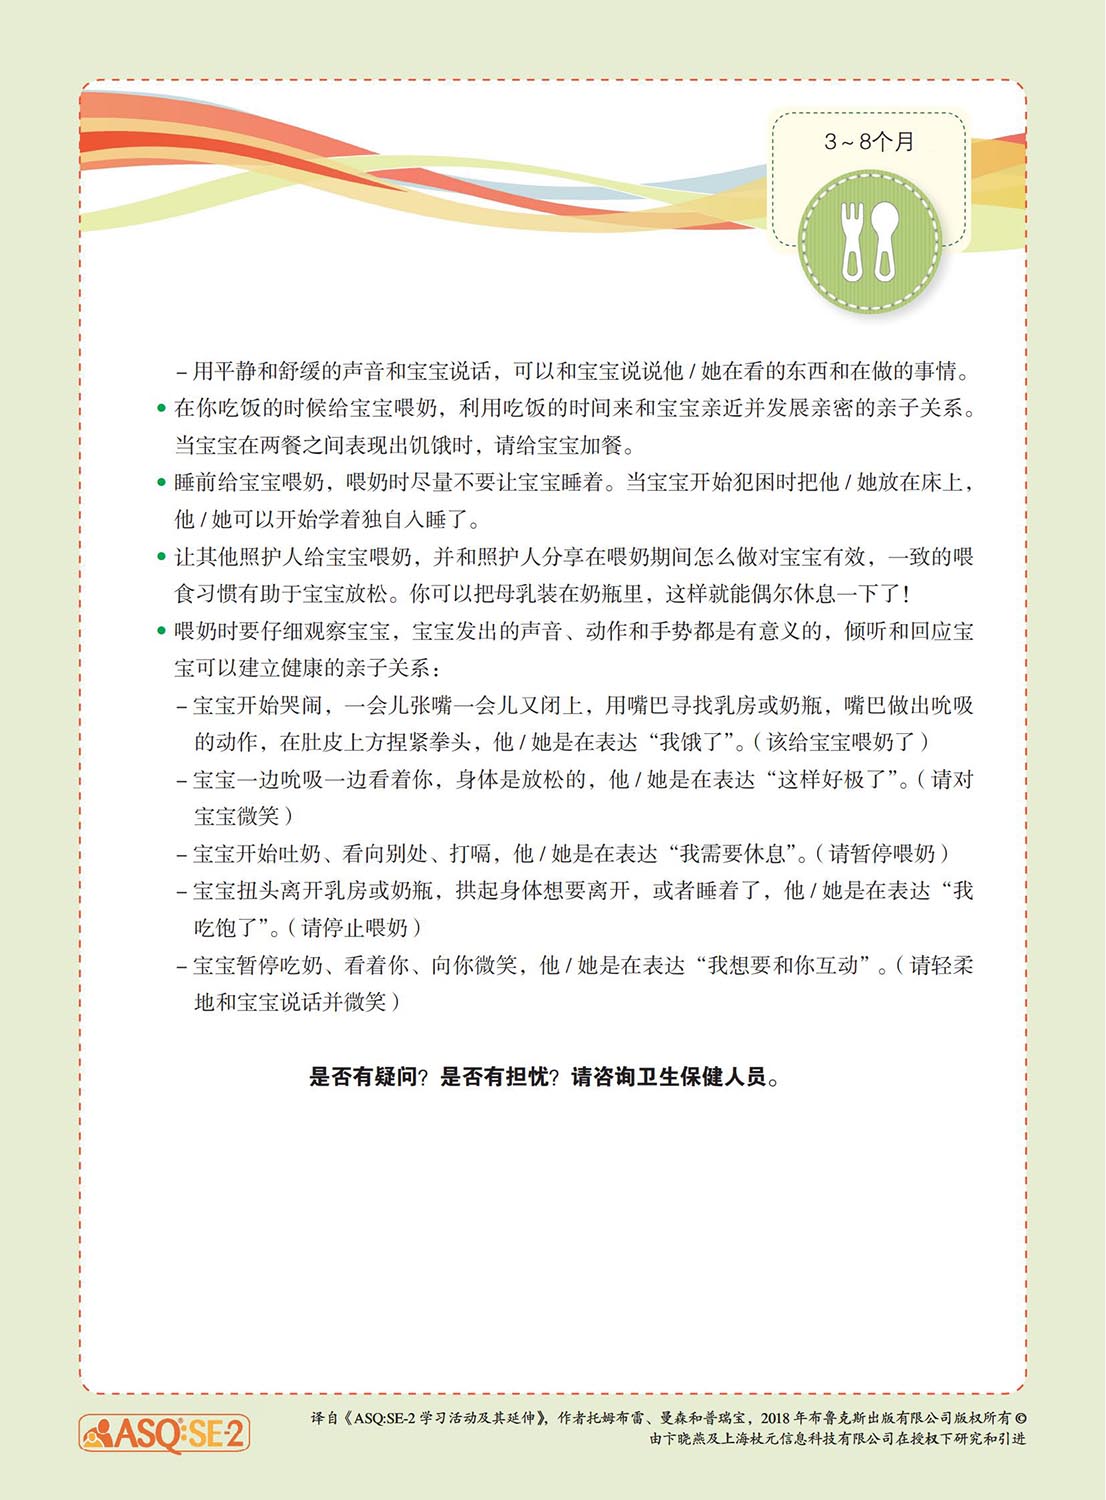 3～8个月
– 用平静和舒缓的声音和宝宝说话，可以和宝宝说说他 / 她在看的东西和在做的事情。
• 在你吃饭的时候给宝宝喂奶，利用吃饭的时间来和宝宝亲近并发展亲密的亲子关系。
当宝宝在两餐之间表现出饥饿时，请给宝宝加餐。
• 睡前给宝宝喂奶，喂奶时尽量不要让宝宝睡着。当宝宝开始犯困时把他 / 她放在床上，
他 / 她可以开始学着独自入睡了。
• 让其他照护人给宝宝喂奶，并和照护人分享在喂奶期间怎么做对宝宝有效，一致的喂
食习惯有助于宝宝放松。你可以把母乳装在奶瓶里，这样就能偶尔休息一下了！
• 喂奶时要仔细观察宝宝，宝宝发出的声音、动作和手势都是有意义的，倾听和回应宝
宝可以建立健康的亲子关系：
– 宝宝开始哭闹，一会儿张嘴一会儿又闭上，用嘴巴寻找乳房或奶瓶，嘴巴做出吮吸
的动作，在肚皮上方捏紧拳头，他 / 她是在表达“我饿了”。（该给宝宝喂奶了）
– 宝宝一边吮吸一边看着你，身体是放松的，他 / 她是在表达“这样好极了”。（请对
宝宝微笑）
– 宝宝开始吐奶、看向别处、打嗝，他 / 她是在表达“我需要休息”。（请暂停喂奶）
– 宝宝扭头离开乳房或奶瓶，拱起身体想要离开，或者睡着了，他 / 她是在表达“我
吃饱了”。（请停止喂奶）
– 宝宝暂停吃奶、看着你、向你微笑，他 / 她是在表达“我想要和你互动”。（请轻柔
地和宝宝说话并微笑）
是否有疑问？是否有担忧？请咨询卫生保健人员。
ASQ:SE-2
译自《ASQ:SE-2 学习活动及其延伸》，作者托姆布雷、曼森和普瑞宝，2018 年布鲁克斯出版有限公司版权所有 ©
由卞晓燕及上海杖元信息科技有限公司在授权下研究和引进